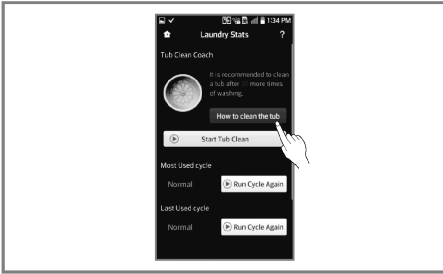 1:34 PM
Laundry Stats ?
Tub Clean Coach
It is recommended to clean
a tub after more times
of washing.
How to clean the tub
Start Tub Clean
Most Used cycle
Normal Run Cycle Again
Last Used cycle
Normal Run Cycle Again